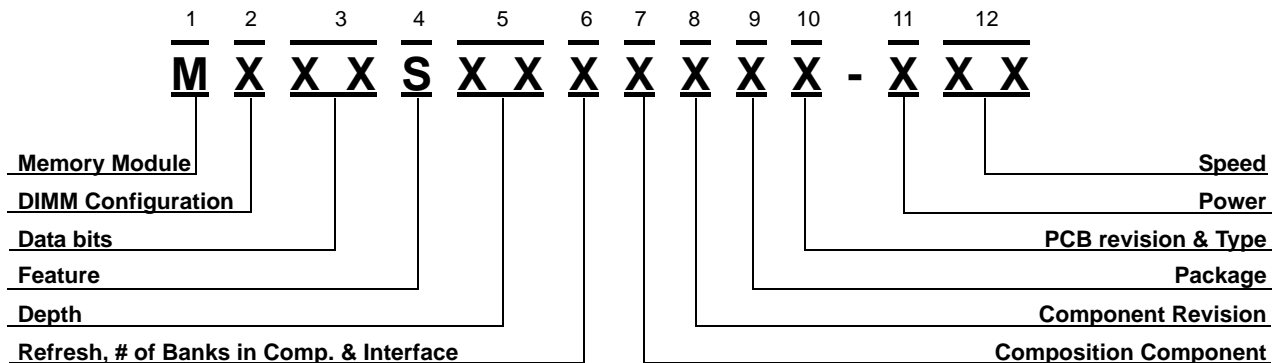 1 2 3 4 5 6 7 8 9 10 11 12
M X X X S X X X X X X X - X X X
Memory Module Speed
DIMM Configuration Power
Data bits PCB revision & Type
Feature Package
Depth Component Revision
Refresh, # of Banks in Comp. & Interface Composition Component